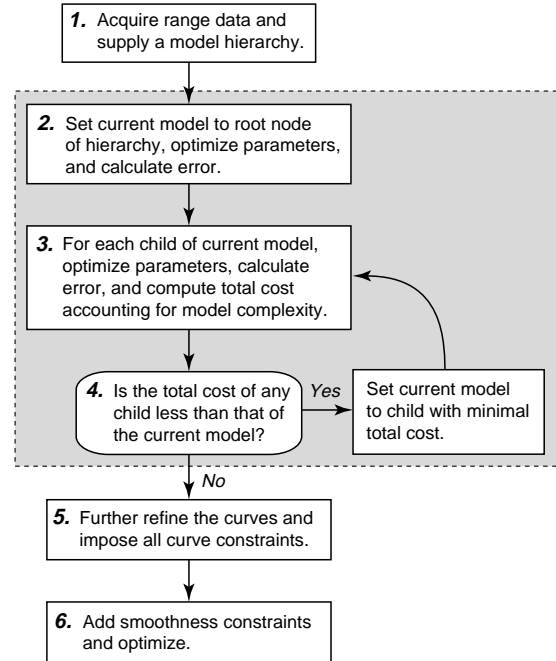 1. Acquire range data and
supply a model hierarchy.
2. Set current model to root node
of hierarchy, optimize parameters,
and calculate error.
3. For each child of current model,
optimize parameters, calculate
error, and compute total cost
accounting for model complexity.
4. Is the total cost of any
child less than that of
the current model?
Yes
Set current model
to child with minimal
total cost.
No
5. Further refine the curves and
impose all curve constraints.
6. Add smoothness constraints
and optimize.